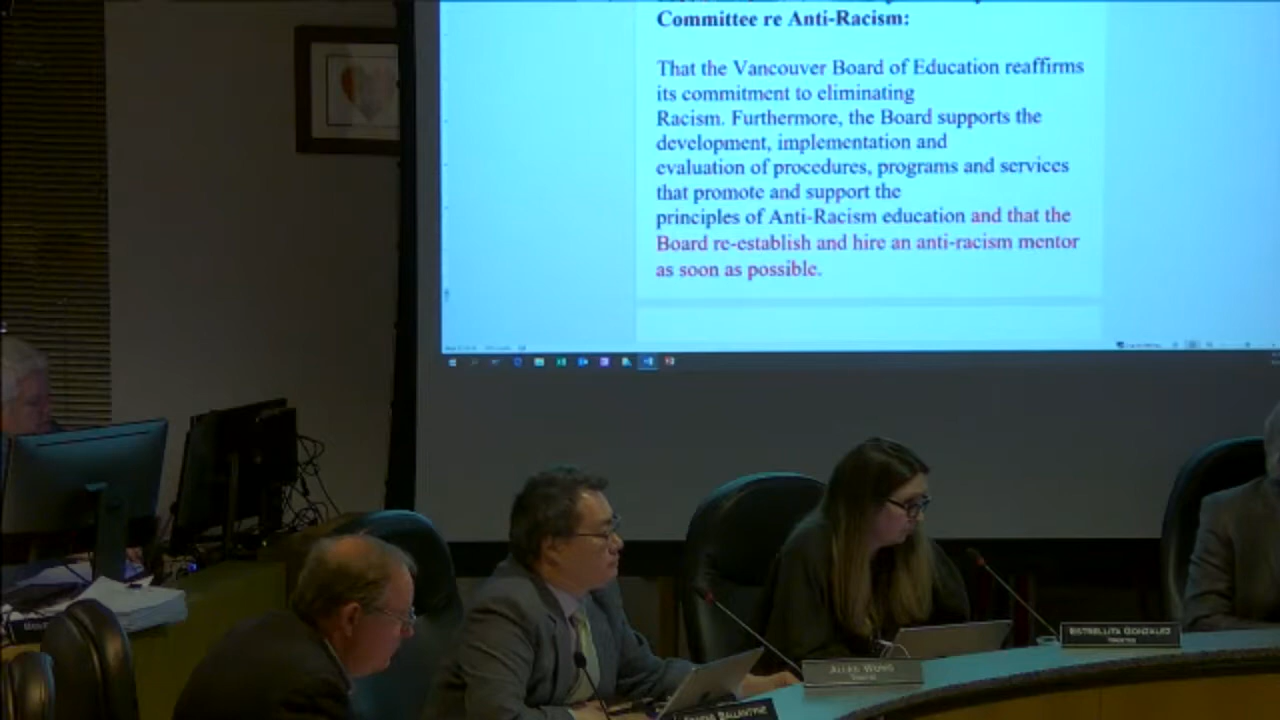 Committee re Anti-Racism:
That the Vancouver Board of Education reaffirms
its commitment to eliminating
Racism. Furthermore, the Board supports the
development, implementation and
evaluation of procedures, programs and services
that promote and support the
principles of Anti-Racism education and that the
Board re-establish and hire an anti-racism mentor
as soon as possible.
ESTRELLITA GONZALEZ
TRUSTEE
ALLAN WONG
BALLANTYNE